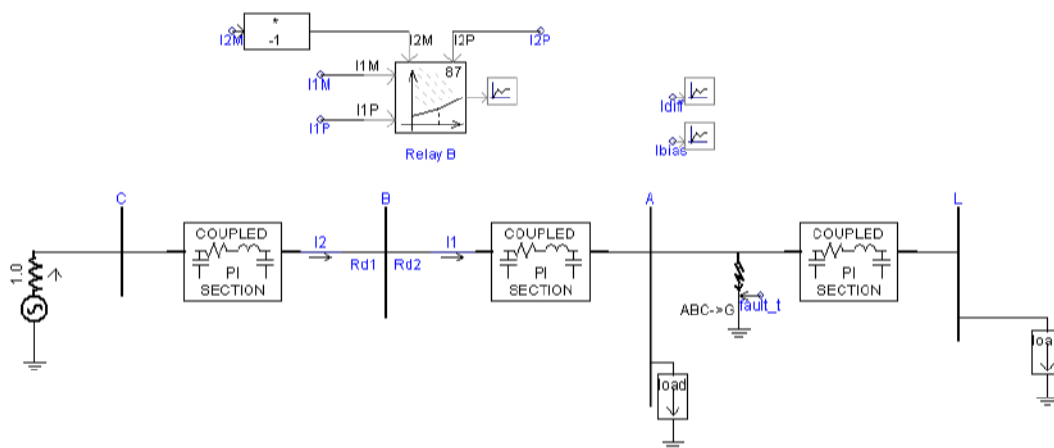 *
-1
I2M
I2M
I2P
I2P
I1M
I1M
87
I1P
I1P
Relay B
Idiff
Ibias
C
B
A
L
COUPLED
PI
SECTION
I2
Rd1
Rd2
I1
COUPLED
PI
SECTION
COUPLED
PI
SECTION
1.0
S
ABC->G
fault_t
load
loa